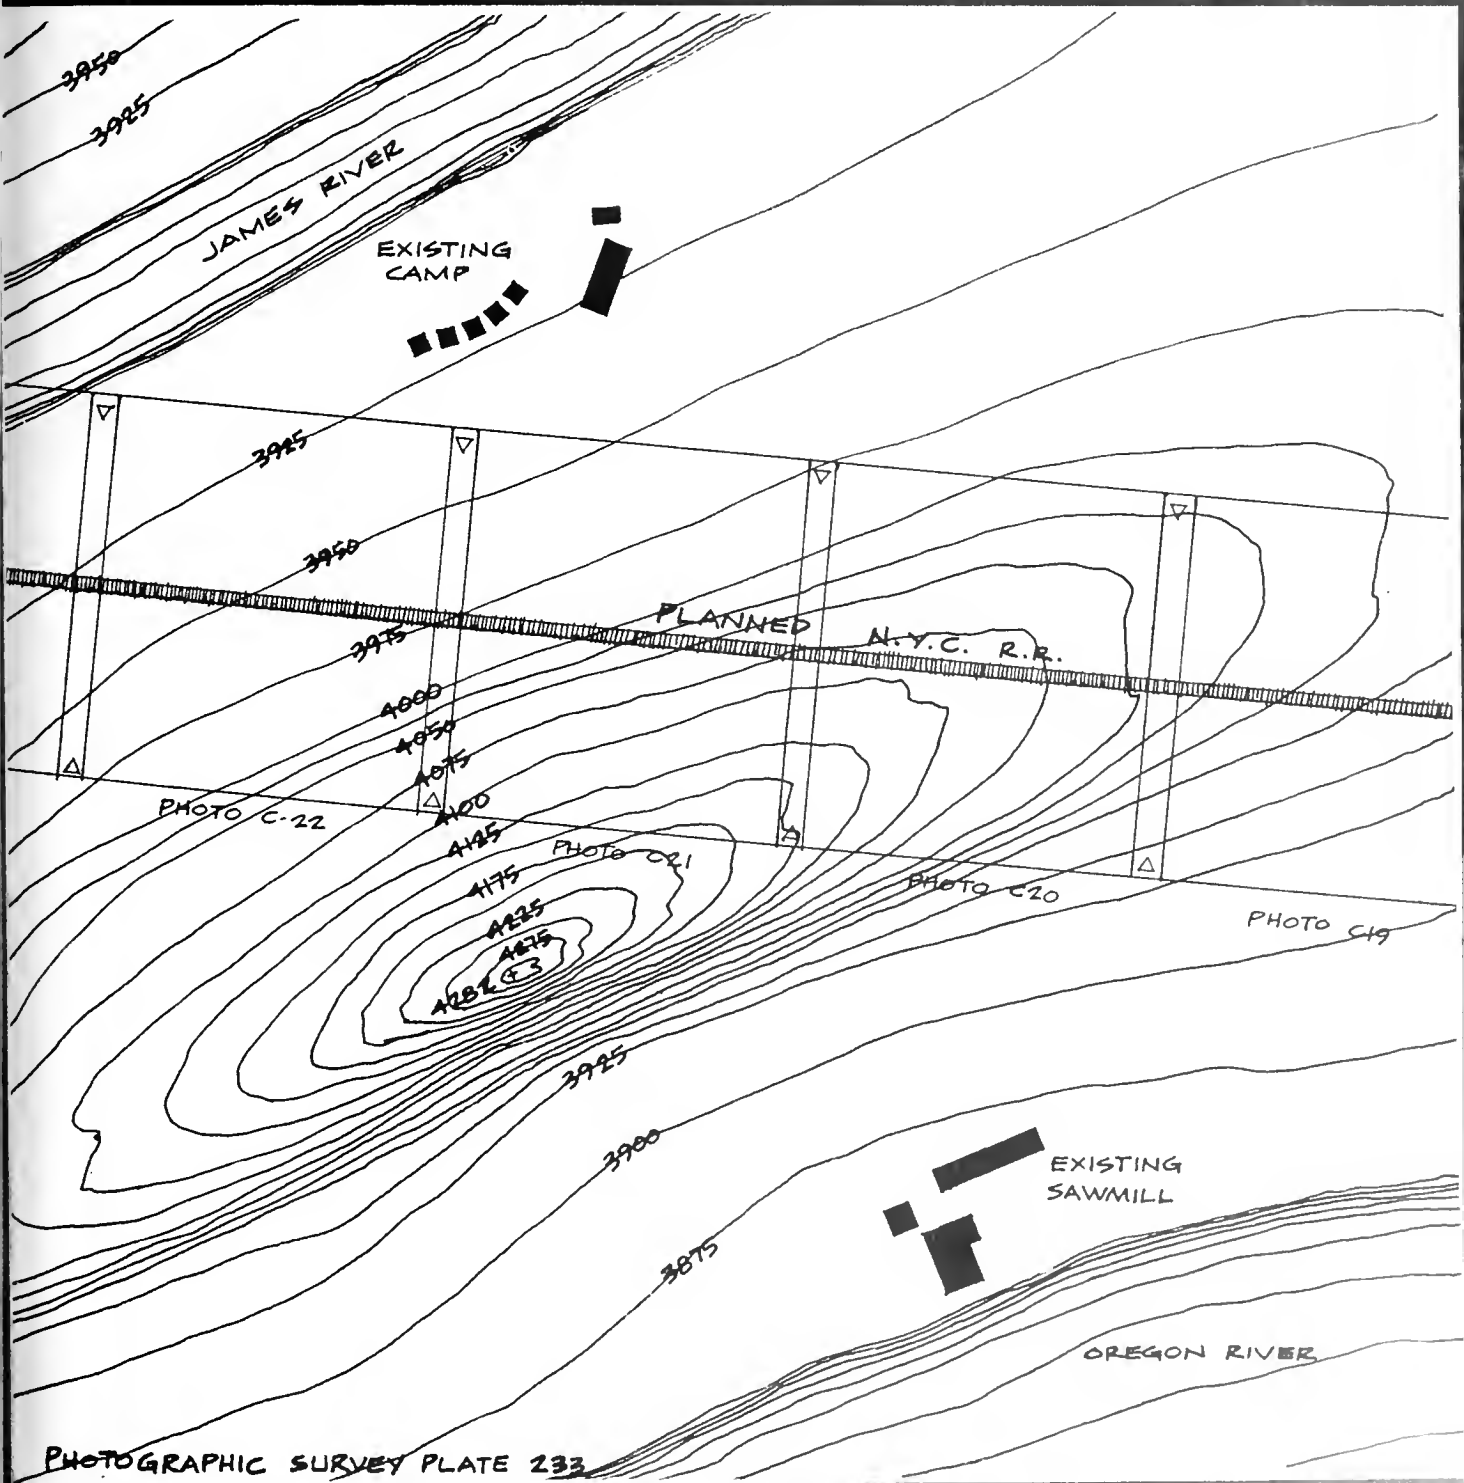 3950
3925
JAMES RIVER
EXISTING
CAMP
3925
3950
3975
PLANNED N.Y.C. R.R.
4000
4050
4075
4100
4125
4175
4225
4275
4282 + 3
PHOTO C-22
PHOTO C21
PHOTO C20
PHOTO C19
3925
3900
3875
EXISTING
SAWMILL
OREGON RIVER
PHOTOGRAPHIC SURVEY PLATE 233